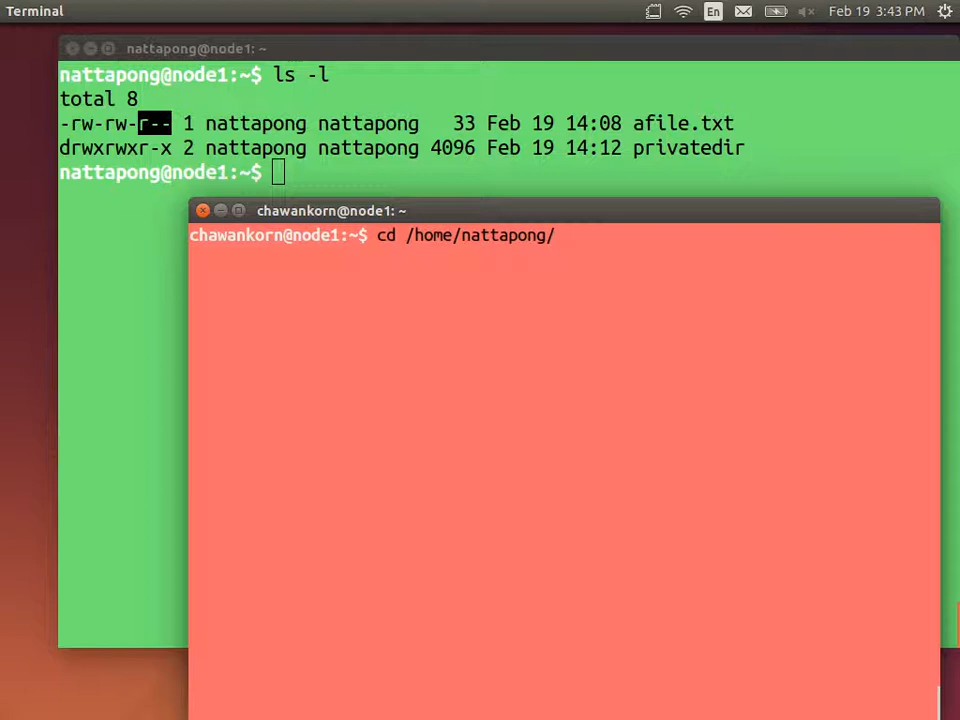 Terminal
En
Feb 19 3:43 PM
nattapong@node1: ~
nattapong@node1:~$ ls -l
total 8
-rw-rw-r-- 1 nattapong nattapong   33 Feb 19 14:08 afile.txt
drwxrwxr-x 2 nattapong nattapong 4096 Feb 19 14:12 privatedir
nattapong@node1:~$
chawankorn@node1: ~
chawankorn@node1:~$ cd /home/nattapong/